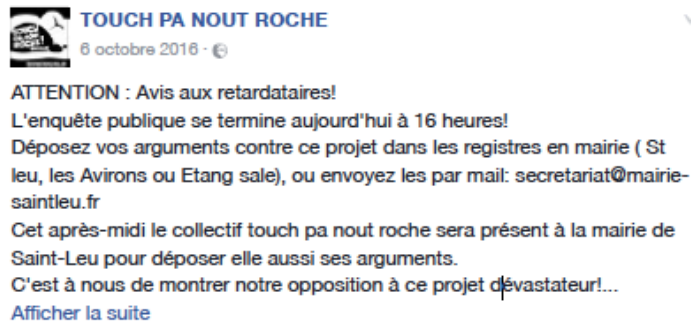 TOUCH PA NOUT ROCHE
6 octobre 2016 ·
ATTENTION : Avis aux retardataires!
L'enquête publique se termine aujourd'hui à 16 heures!
Déposez vos arguments contre ce projet dans les registres en mairie ( St
leu, les Avirons ou Etang sale), ou envoyez les par mail: secretariat@mairie-
saintleu.fr
Cet après-midi le collectif touch pa nout roche sera présent à la mairie de
Saint-Leu pour déposer elle aussi ses arguments.
C'est à nous de montrer notre opposition à ce projet dévastateur!...
Afficher la suite